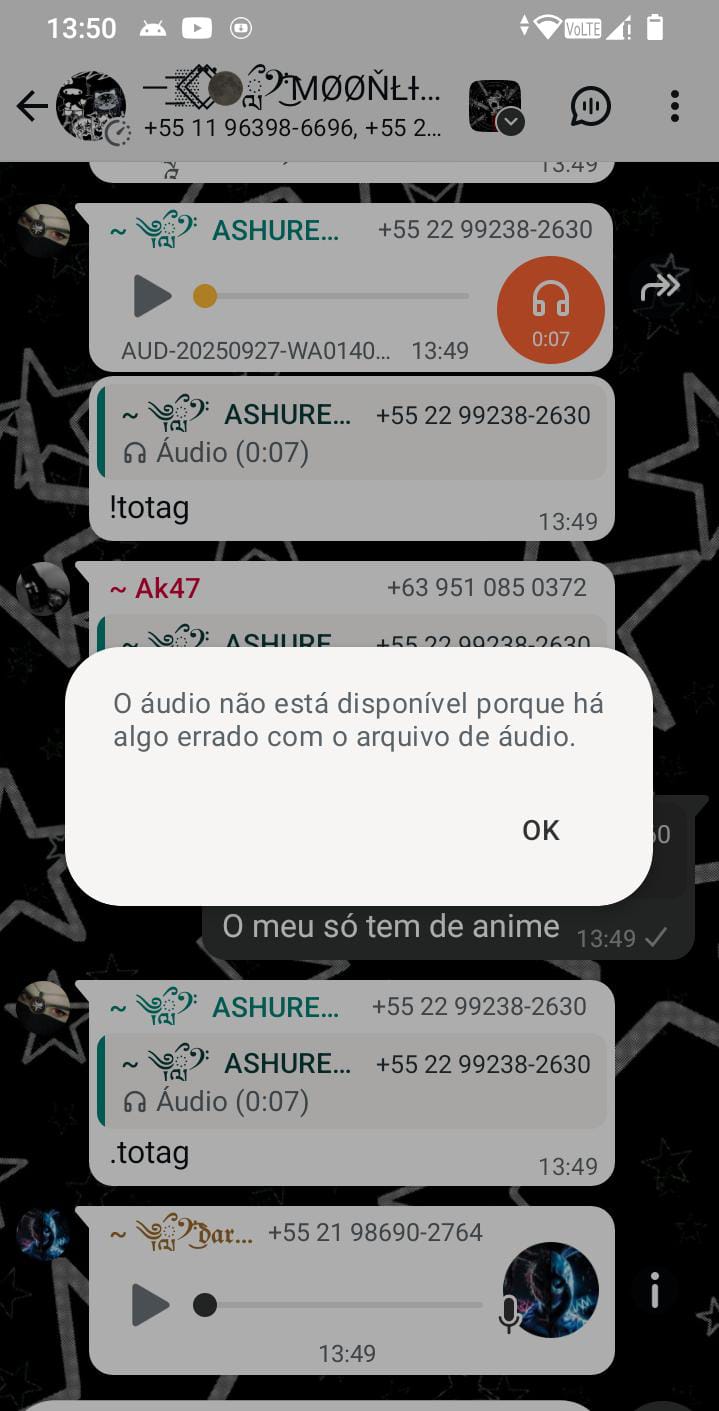 13:50
VoLTE
MØØŇŁƗ...
+55 11 96398-6696, +55 2...
13:49
~ ASHURE... +55 22 99238-2630
0:07
AUD-20250927-WA0140... 13:49
~ ASHURE... +55 22 99238-2630
Áudio (0:07)
!totag
13:49
~ Ak47 +63 951 085 0372
~ ASHURE +55 22 99238-2630
O áudio não está disponível porque há
algo errado com o arquivo de áudio.
OK
O meu só tem de anime 13:49
~ ASHURE... +55 22 99238-2630
~ ASHURE... +55 22 99238-2630
Áudio (0:07)
.totag
13:49
~ 𝕯𝖆𝖗... +55 21 98690-2764
13:49